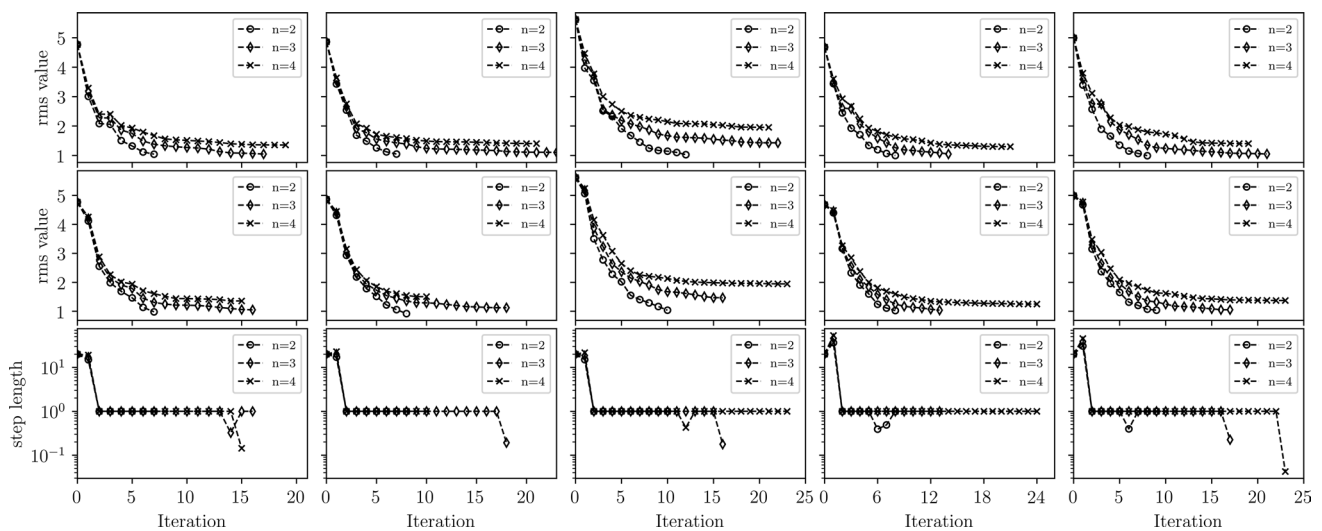 rms value
5
4
3
2
1
n=2
n=3
n=4
n=2
n=3
n=4
n=2
n=3
n=4
n=2
n=3
n=4
n=2
n=3
n=4
rms value
5
4
3
2
1
n=2
n=3
n=4
n=2
n=3
n=4
n=2
n=3
n=4
n=2
n=3
n=4
n=2
n=3
n=4
step length
10¹
10⁰
10⁻¹
n=2
n=3
n=4
n=2
n=3
n=4
n=2
n=3
n=4
n=2
n=3
n=4
n=2
n=3
n=4
0 5 10 15 20
0 5 10 15 20
0 5 10 15 20 25
0 6 12 18 24
0 5 10 15 20 25
Iteration Iteration Iteration Iteration Iteration